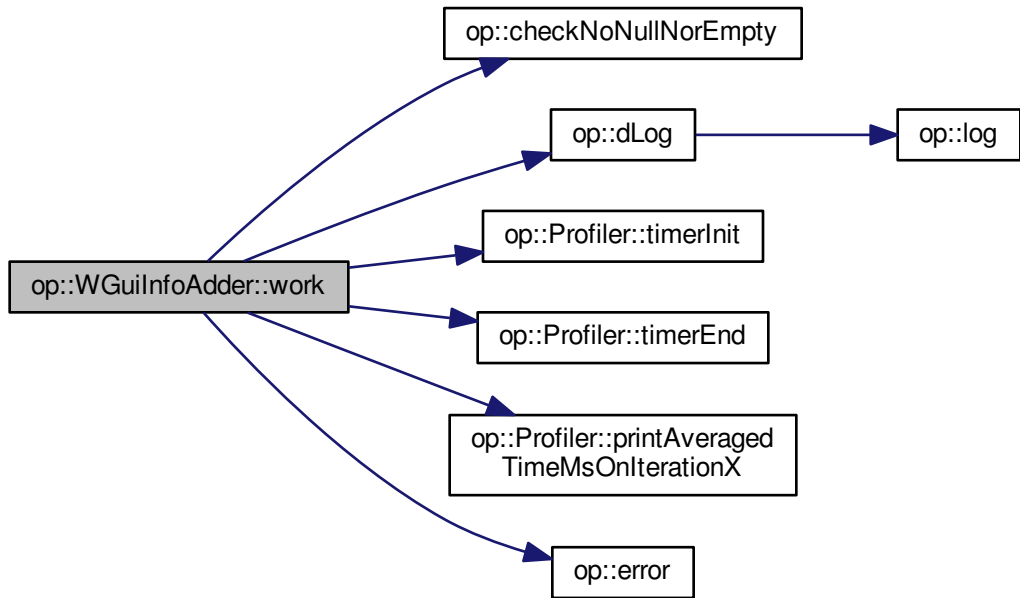 op::checkNoNullNorEmpty
op::dLog
op::log
op::Profiler::timerInit
op::WGuiInfoAdder::work
op::Profiler::timerEnd
op::Profiler::printAveraged
TimeMsOnIterationX
op::error